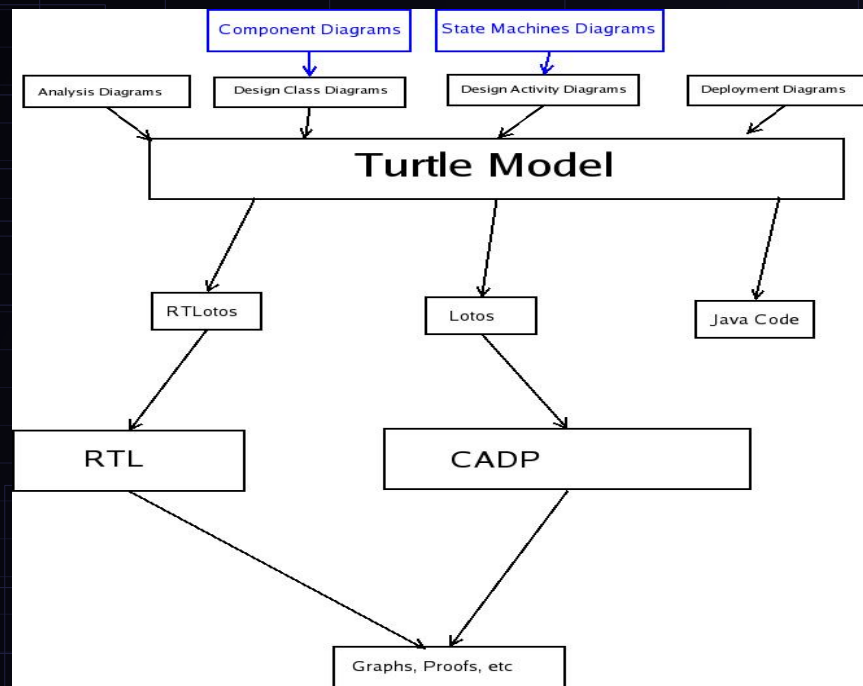 Component Diagrams
State Machines Diagrams
Analysis Diagrams
Design Class Diagrams
Design Activity Diagrams
Deployment Diagrams
Turtle Model
RTLotos
Lotos
Java Code
RTL
CADP
Graphs, Proofs, etc